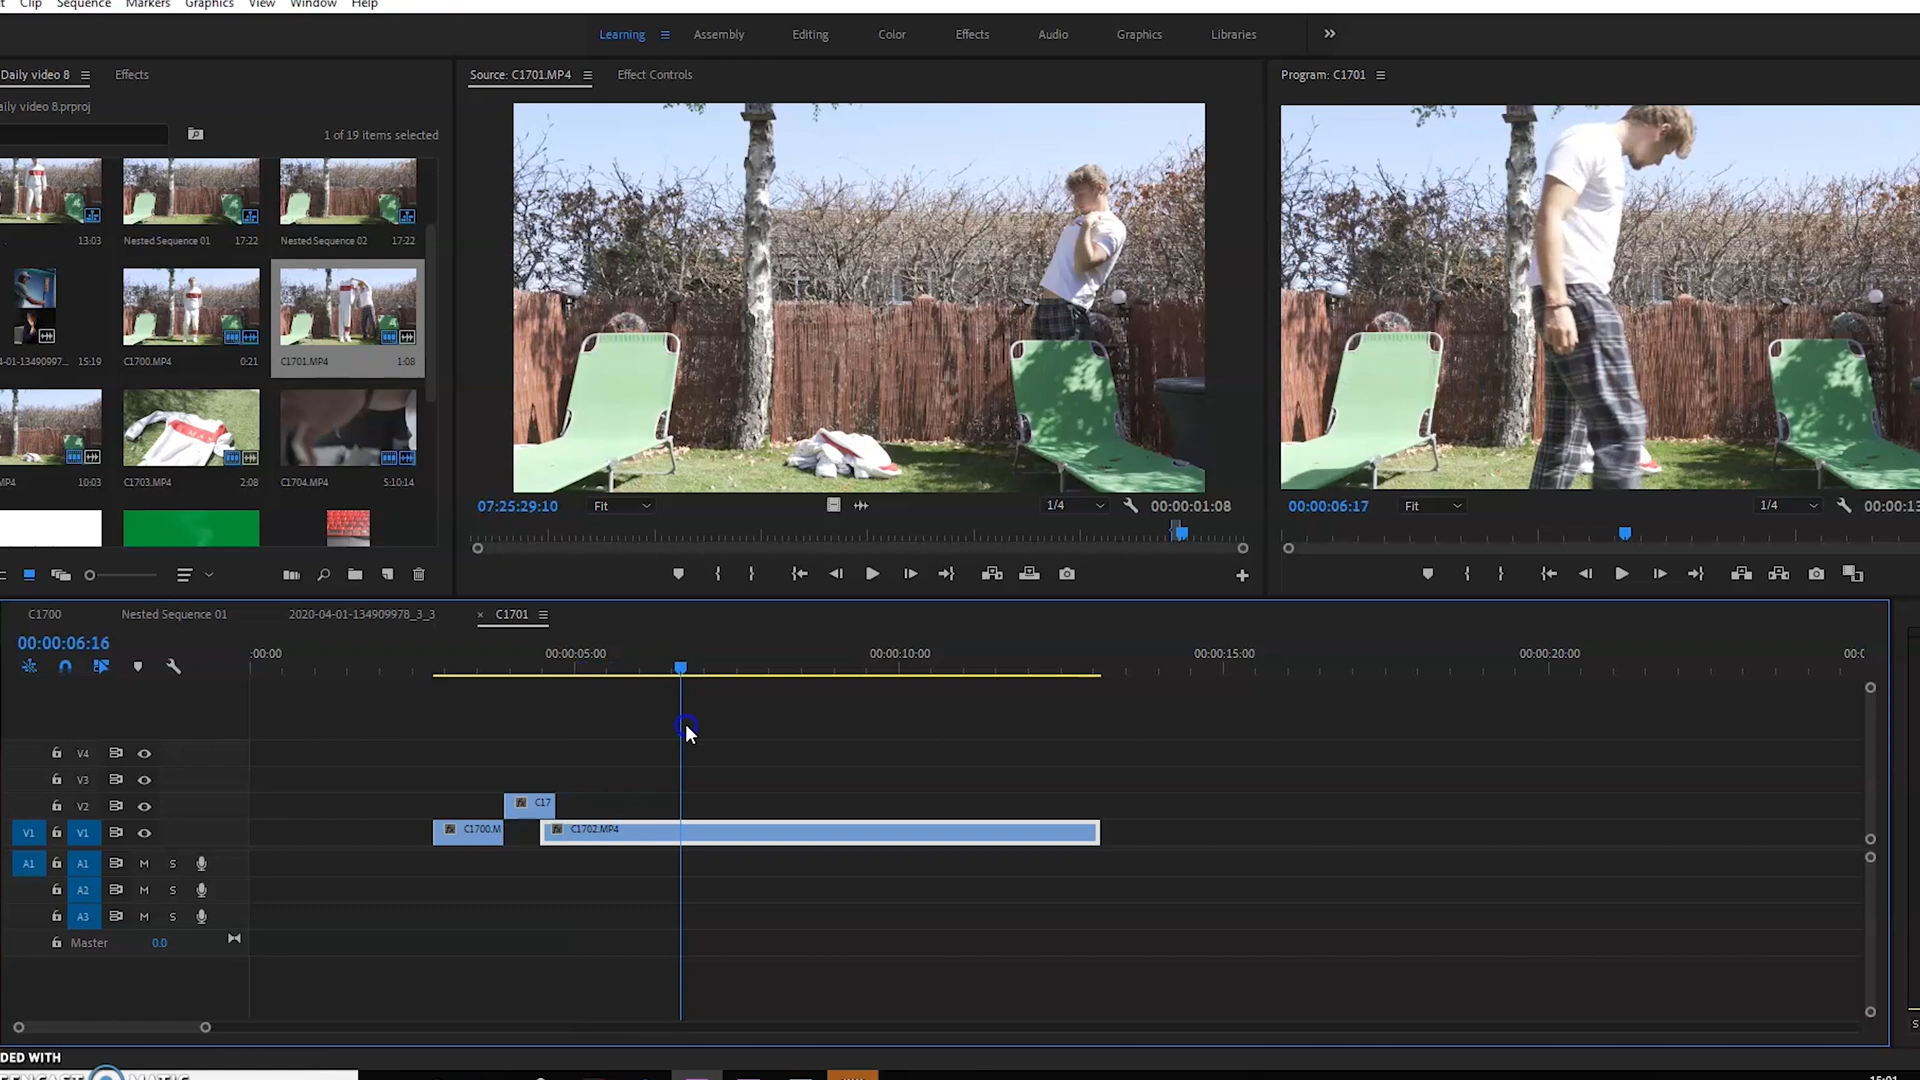 Clip Sequence Markers Graphics View Window Help
Learning Assembly Editing Color Effects Audio Graphics Libraries
Daily video 8 Effects
aily video 8.prproj
1 of 19 items selected
13:03 Nested Sequence 01 17:22 Nested Sequence 02 17:22
4-01-13490997... 15:19 C1700.MP4 0:21 C1701.MP4 1:08
MP4 10:03 C1703.MP4 2:08 C1704.MP4 5:10:14
Source: C1701.MP4 Effect Controls
07:25:29:10 Fit 1/4 00:00:01:08
Program: C1701
00:00:06:17 Fit 1/4 00:00:13
C1700 Nested Sequence 01 2020-04-01-134909978_3_3 × C1701
00:00:06:16
:00:00 00:00:05:00 00:00:10:00 00:00:15:00 00:00:20:00 00:0
V4
V3
V2 C17
V1 V1 C1700.M C1702.MP4
A1 A1 M S
A2 M S
A3 M S
Master 0.0
DED WITH
15:01